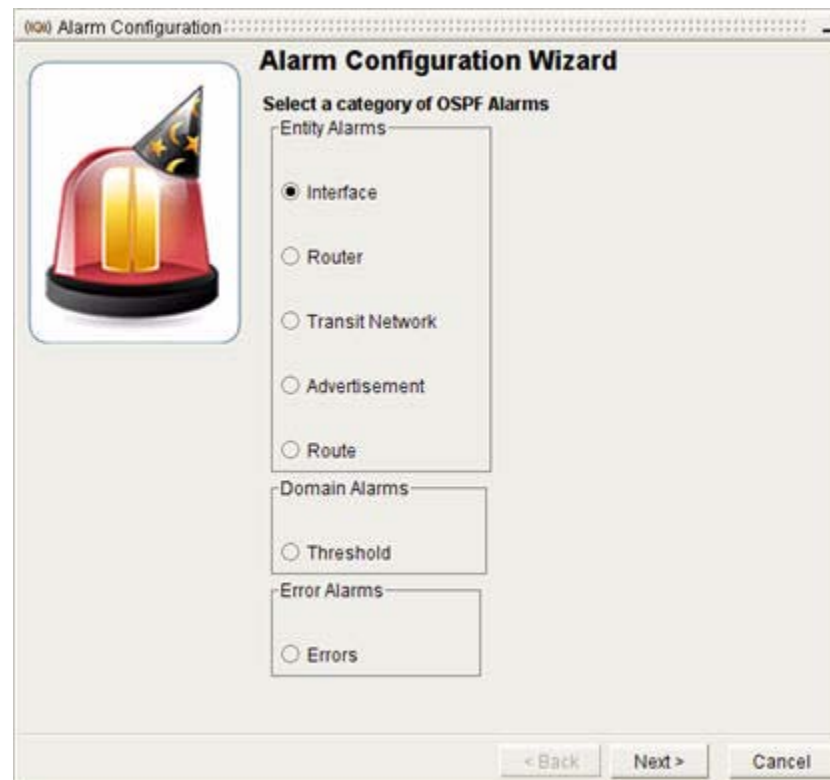 Alarm Configuration
Alarm Configuration Wizard
Select a category of OSPF Alarms
Entity Alarms
Interface
Router
Transit Network
Advertisement
Route
Domain Alarms
Threshold
Error Alarms
Errors
< Back Next > Cancel